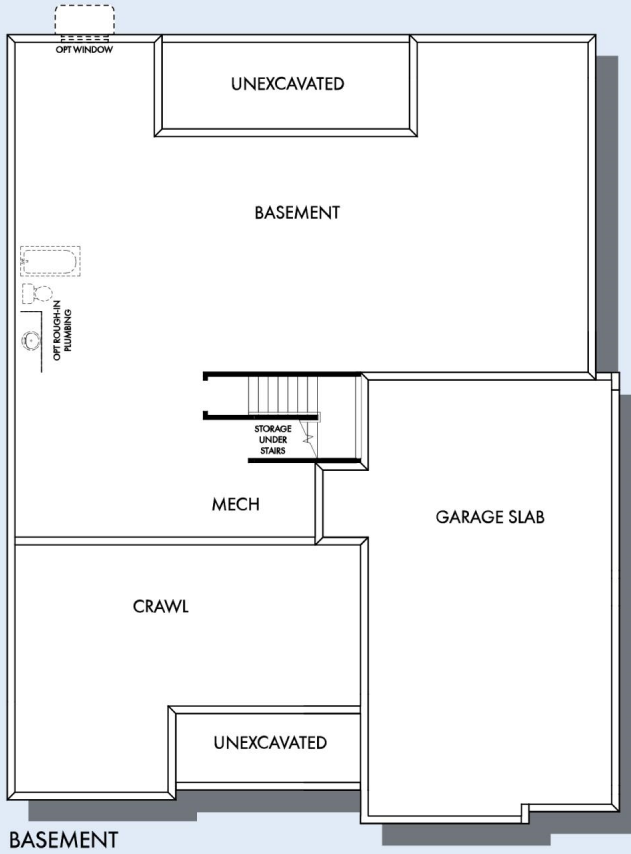 OPT WINDOW
UNEXCAVATED
BASEMENT
OPT ROUGH-IN
PLUMBING
STORAGE
UNDER
STAIRS
MECH
GARAGE SLAB
CRAWL
UNEXCAVATED
BASEMENT